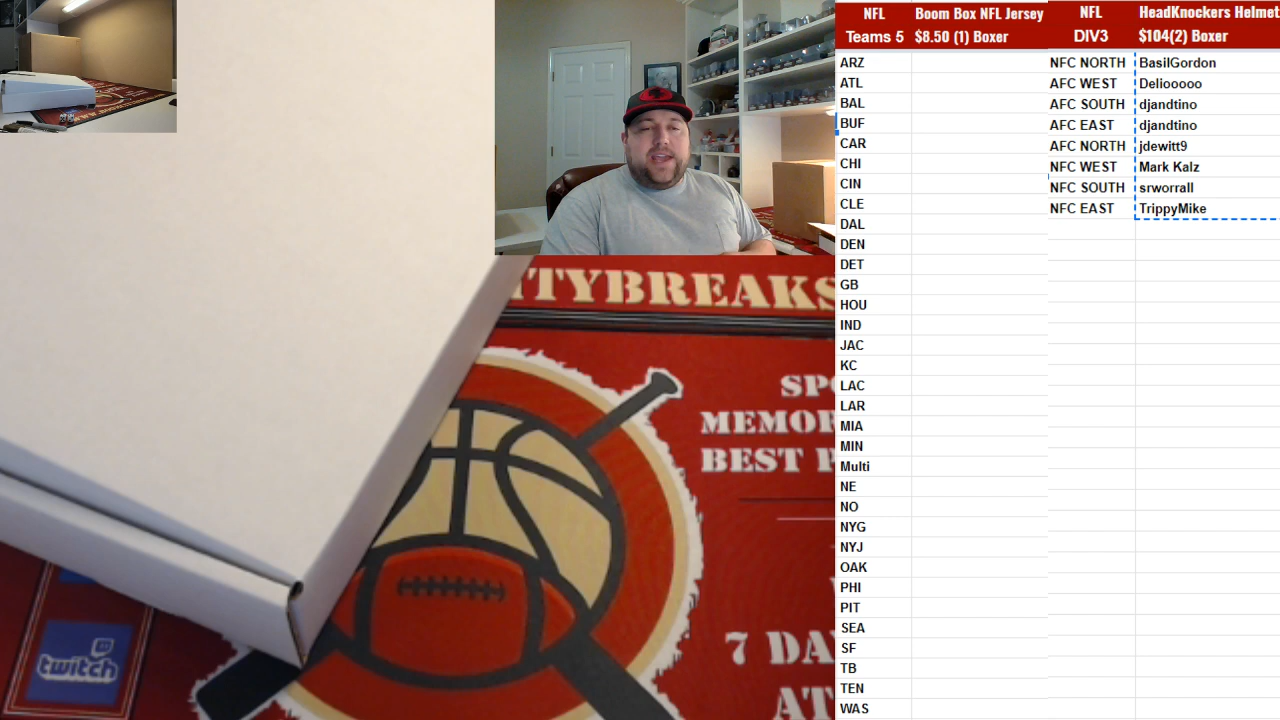 TYBREAKS
SPO
MEMOR
BEST P
7 DA
AT
twitch
NFL Boom Box NFL Jersey
Teams 5 $8.50 (1) Boxer
ARZ
ATL
BAL
BUF
CAR
CHI
CIN
CLE
DAL
DEN
DET
GB
HOU
IND
JAC
KC
LAC
LAR
MIA
MIN
Multi
NE
NO
NYG
NYJ
OAK
PHI
PIT
SEA
SF
TB
TEN
WAS
NFL HeadKnockers Helmet
DIV3 $104(2) Boxer
NFC NORTH BasilGordon
AFC WEST Deliooooo
AFC SOUTH djandtino
AFC EAST djandtino
AFC NORTH jdewitt9
NFC WEST Mark Kalz
NFC SOUTH srworrall
NFC EAST TrippyMike